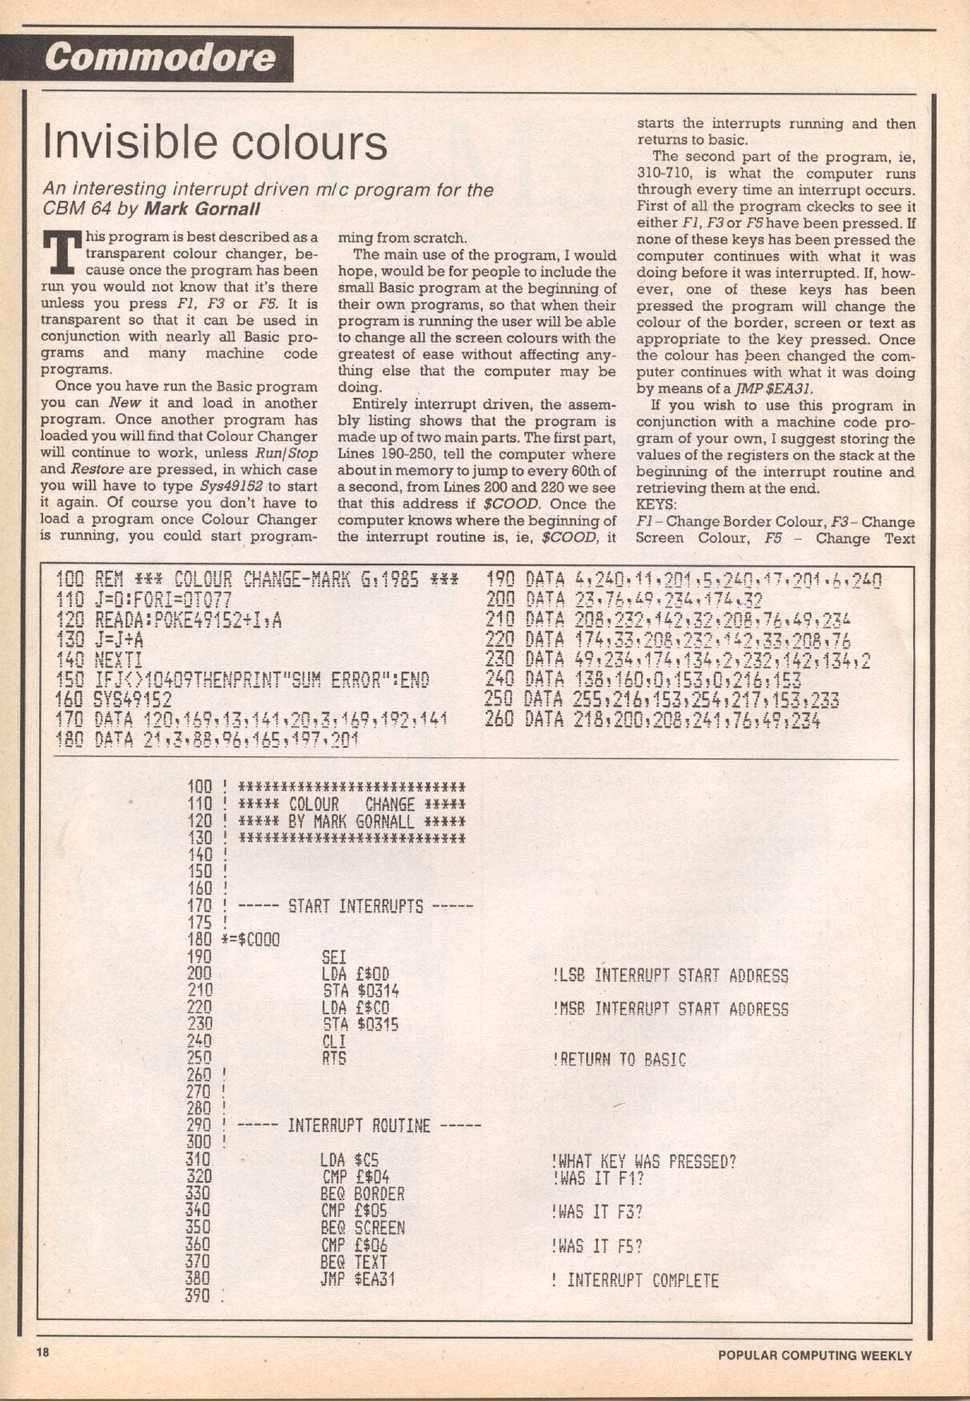 Commodore
Invisible colours
An interesting interrupt driven m/c program for the
CBM 64 by Mark Gornall
This program is best described as a
transparent colour changer, be-
cause once the program has been
run you would not know that it's there
unless you press F1, F3 or F5. It is
transparent so that it can be used in
conjunction with nearly all Basic pro-
grams and many machine code
programs.
Once you have run the Basic program
you can New it and load in another
program. Once another program has
loaded you will find that Colour Changer
will continue to work, unless Run/Stop
and Restore are pressed, in which case
you will have to type Sys49152 to start
it again. Of course you don't have to
load a program once Colour Changer
is running, you could start program-
ming from scratch.
The main use of the program, I would
hope, would be for people to include the
small Basic program at the beginning of
their own programs, so that when their
program is running the user will be able
to change all the screen colours with the
greatest of ease without affecting any-
thing else that the computer may be
doing.
Entirely interrupt driven, the assem-
bly listing shows that the program is
made up of two main parts. The first part,
Lines 190-250, tell the computer where
about in memory to jump to every 60th of
a second, from Lines 200 and 220 we see
that this address if $COOD. Once the
computer knows where the beginning of
the interrupt routine is, ie, $COOD, it
starts the interrupts running and then
returns to basic.
The second part of the program, ie,
310-710, is what the computer runs
through every time an interrupt occurs.
First of all the program ckecks to see it
either F1, F3 or F5 have been pressed. If
none of these keys has been pressed the
computer continues with what it was
doing before it was interrupted. If, how-
ever, one of these keys has been
pressed the program will change the
colour of the border, screen or text as
appropriate to the key pressed. Once
the colour has been changed the com-
puter continues with what it was doing
by means of a JMP $EA31.
If you wish to use this program in
conjunction with a machine code pro-
gram of your own, I suggest storing the
values of the registers on the stack at the
beginning of the interrupt routine and
retrieving them at the end.
KEYS:
F1 – Change Border Colour, F3 – Change
Screen Colour, F5 – Change Text
100 REM *** COLOUR CHANGE-MARK G,1985 ***
110 J=0:FORI=0TO77
120 READA:POKE49152+I,A
130 J=J+A
140 NEXTI
150 IFJ<>10409THENPRINT"SUM ERROR":END
160 SYS49152
170 DATA 120,169,13,141,20,3,169,192,141
180 DATA 21,3,88,96,165,197,201
190 DATA 4,240,11,201,5,240,17,201,6,240
200 DATA 23,76,49,234,174,32
210 DATA 208,232,142,32,208,76,49,234
220 DATA 174,33,208,232,142,33,208,76
230 DATA 49,234,174,134,2,232,142,134,2
240 DATA 138,160,0,153,0,216,153
250 DATA 255,216,153,254,217,153,233
260 DATA 218,200,208,241,76,49,234
100 ! ***************************
110 ! ***** COLOUR CHANGE *****
120 ! ***** BY MARK GORNALL *****
130 ! ***************************
140 !
150 !
160 !
170 ! ----- START INTERRUPTS -----
175 !
180 *=$C000
190 SEI
200 LDA £$0D !LSB INTERRUPT START ADDRESS
210 STA $0314
220 LDA £$C0 !MSB INTERRUPT START ADDRESS
230 STA $0315
240 CLI
250 RTS !RETURN TO BASIC
260 !
270 !
280 !
290 ! ----- INTERRUPT ROUTINE -----
300 !
310 LDA $C5 !WHAT KEY WAS PRESSED?
320 CMP £$04 !WAS IT F1?
330 BEQ BORDER
340 CMP £$05 !WAS IT F3?
350 BEQ SCREEN
360 CMP £$06 !WAS IT F5?
370 BEQ TEXT
380 JMP $EA31 ! INTERRUPT COMPLETE
390 :
18
POPULAR COMPUTING WEEKLY